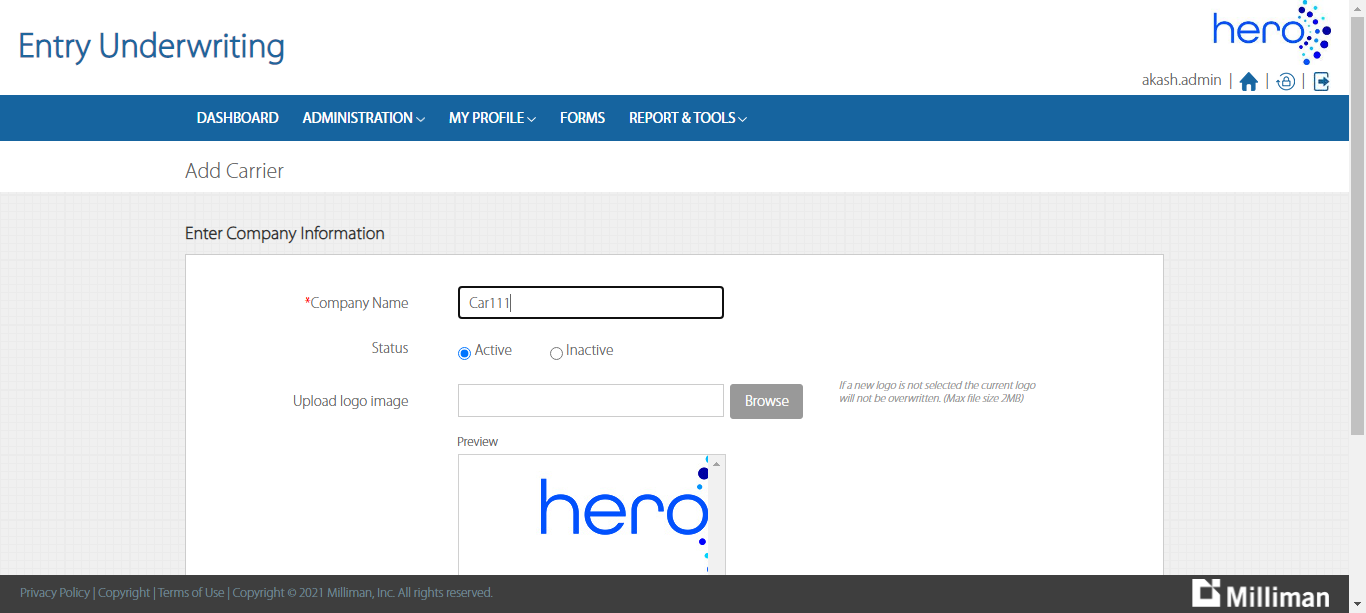 Entry Underwriting
hero
akash.admin | | |
DASHBOARD ADMINISTRATION MY PROFILE FORMS REPORT & TOOLS
Add Carrier
Enter Company Information
*Company Name Car111
Status Active Inactive
Upload logo image Browse
If a new logo is not selected the current logo
will not be overwritten. (Max file size 2MB)
Preview
hero
Privacy Policy | Copyright | Terms of Use | Copyright © 2021 Milliman, Inc. All rights reserved.
Milliman